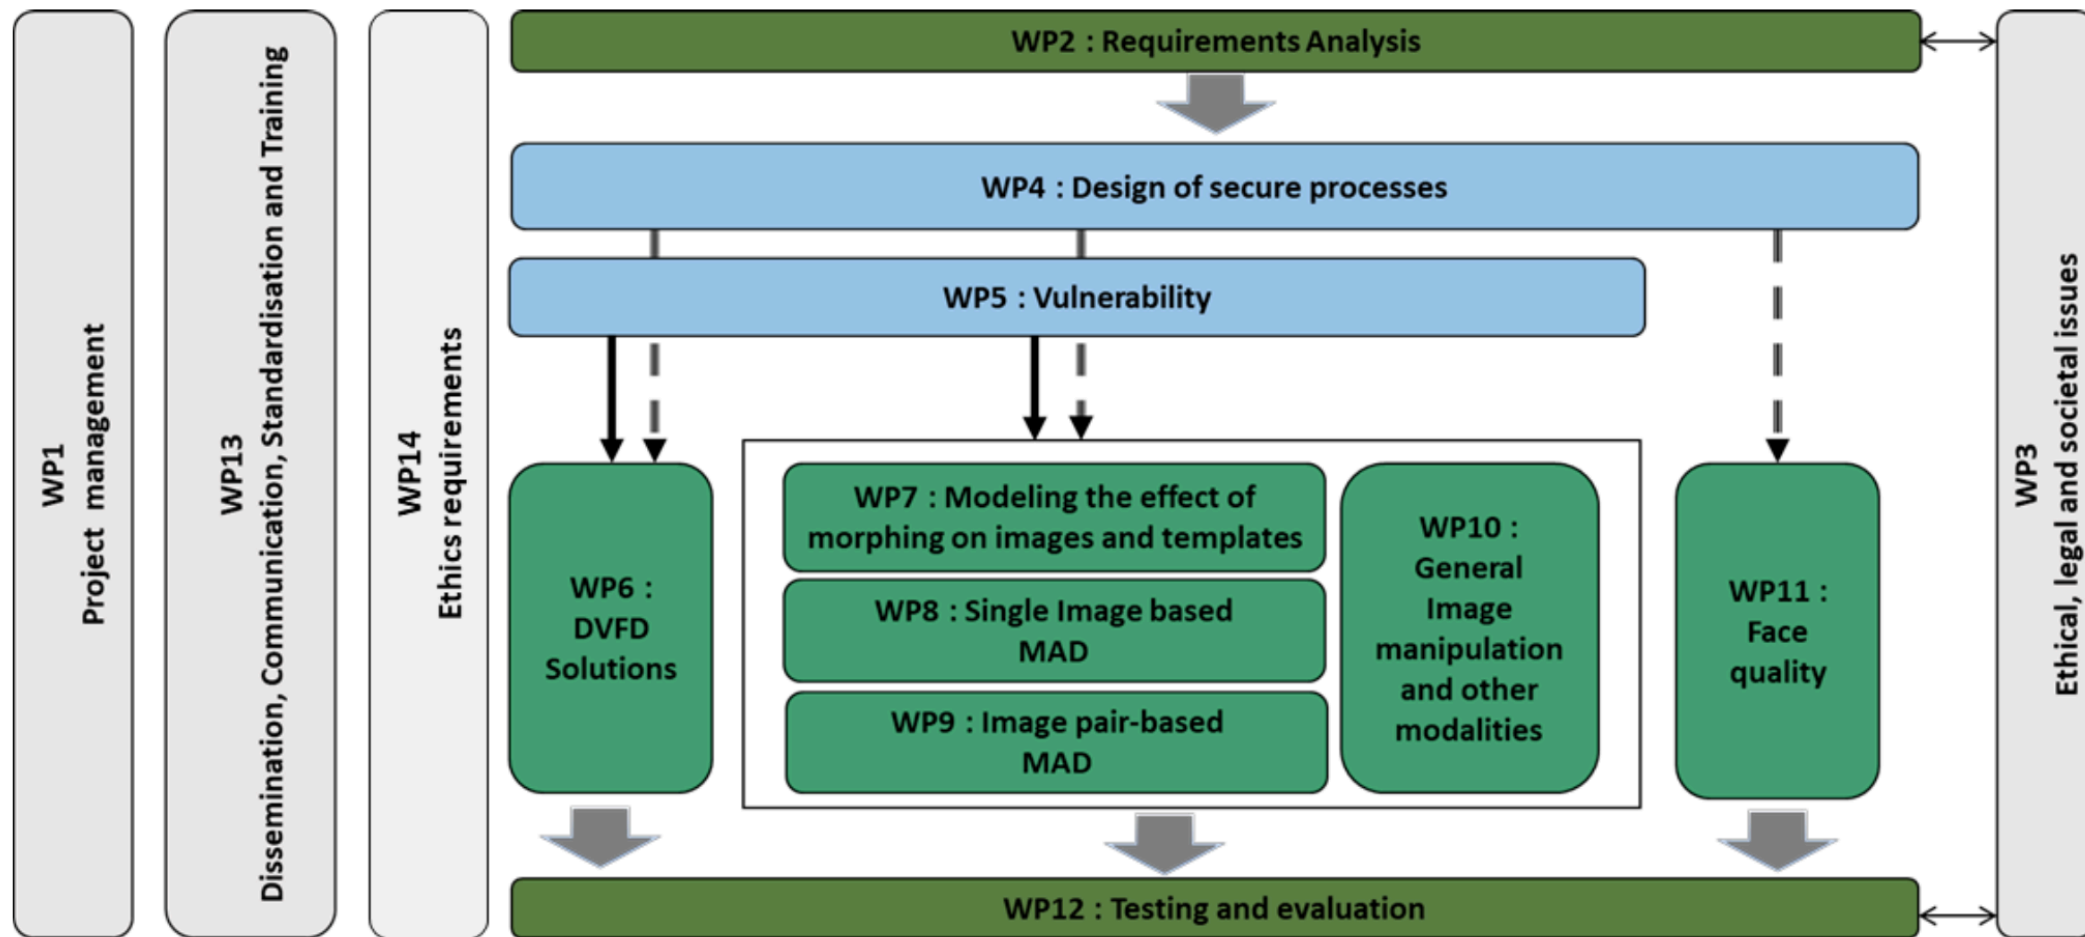 WP1
Project management
WP13
Dissemination, Communication, Standardisation and Training
WP14
Ethics requirements
WP2 : Requirements Analysis
WP4 : Design of secure processes
WP5 : Vulnerability
WP6 :
DVFD
Solutions
WP7 : Modeling the effect of
morphing on images and templates
WP8 : Single Image based
MAD
WP9 : Image pair-based
MAD
WP10 :
General
Image
manipulation
and other
modalities
WP11 :
Face
quality
WP12 : Testing and evaluation
WP3
Ethical, legal and societal issues